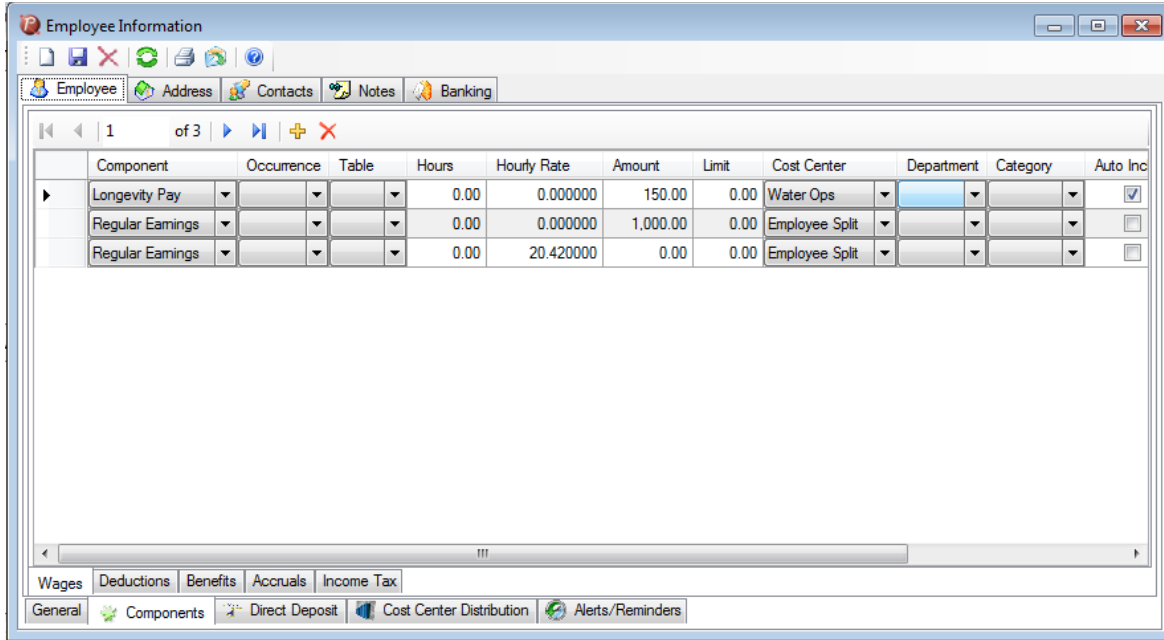 Employee Information
Employee Address Contacts Notes Banking
1 of 3
Component Occurrence Table Hours Hourly Rate Amount Limit Cost Center Department Category Auto Incl
Longevity Pay 0.00 0.000000 150.00 0.00 Water Ops
Regular Earnings 0.00 0.000000 1,000.00 0.00 Employee Split
Regular Earnings 0.00 20.420000 0.00 0.00 Employee Split
Wages Deductions Benefits Accruals Income Tax
General Components Direct Deposit Cost Center Distribution Alerts/Reminders